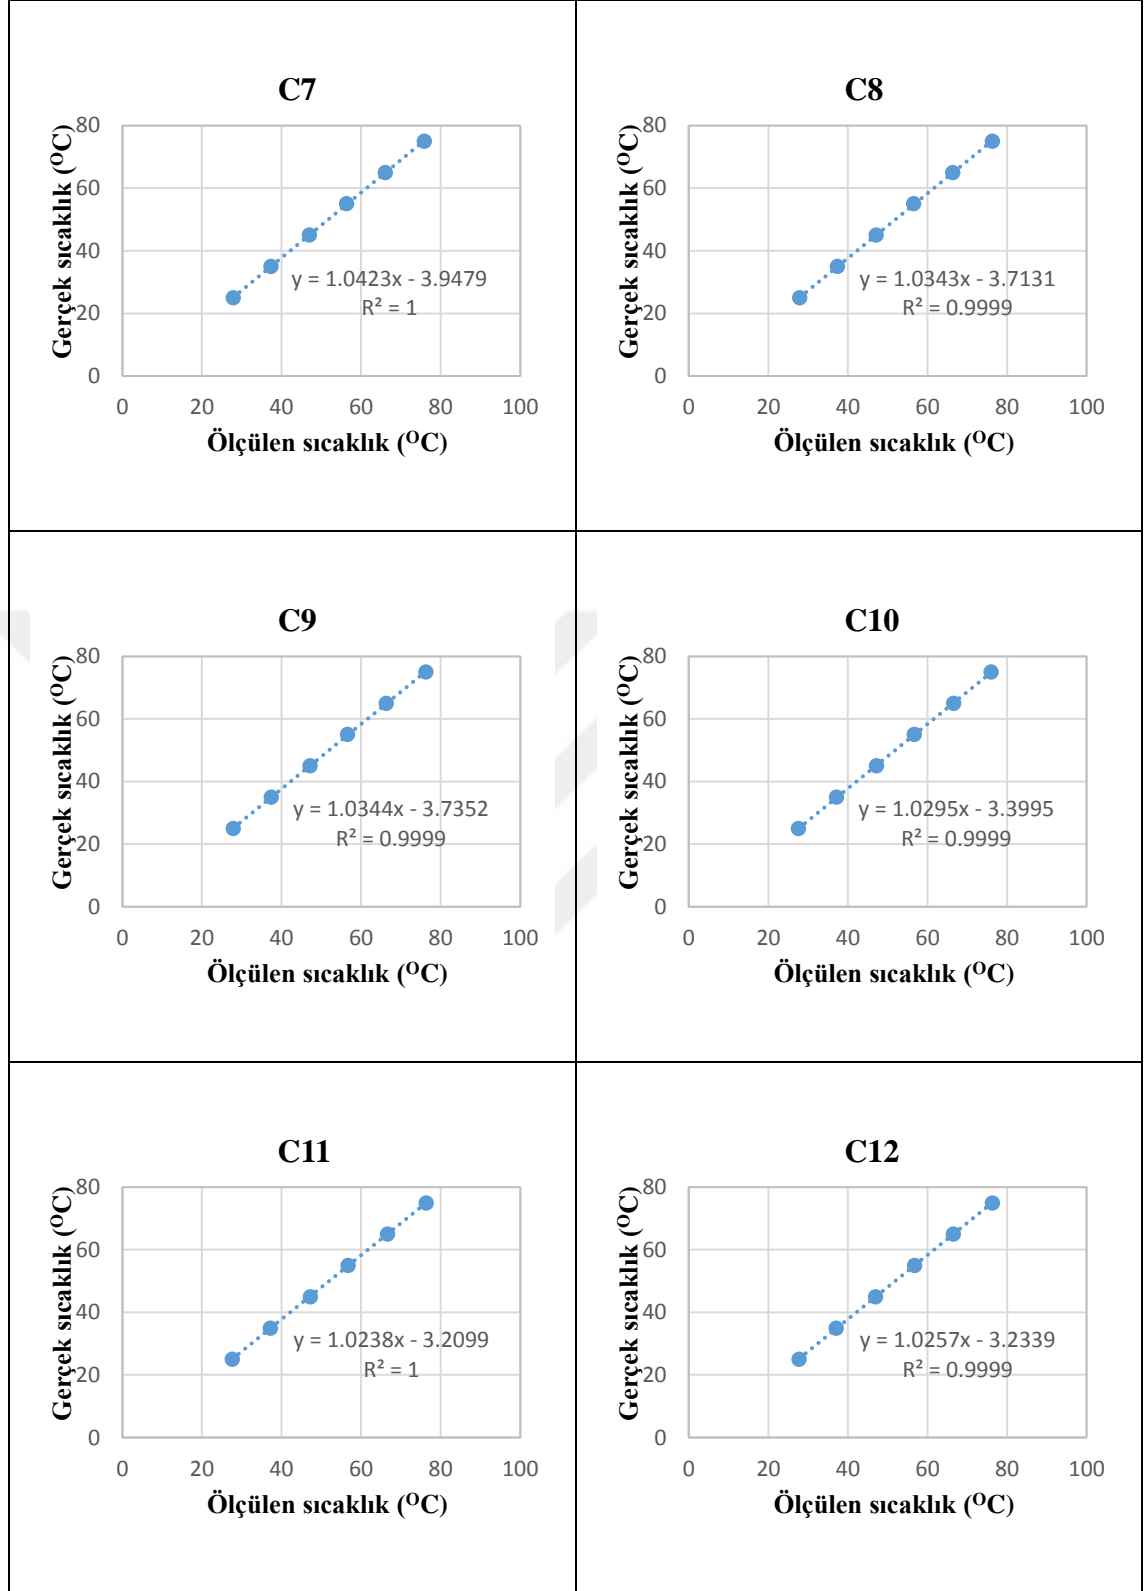 C7
Gerçek sıcaklık (ᴼC)
80
60
40
20
0
y = 1.0423x - 3.9479
R² = 1
0 20 40 60 80 100
Ölçülen sıcaklık (ᴼC)
C8
Gerçek sıcaklık (ᴼC)
80
60
40
20
0
y = 1.0343x - 3.7131
R² = 0.9999
0 20 40 60 80 100
Ölçülen sıcaklık (ᴼC)
C9
Gerçek sıcaklık (ᴼC)
80
60
40
20
0
y = 1.0344x - 3.7352
R² = 0.9999
0 20 40 60 80 100
Ölçülen sıcaklık (ᴼC)
C10
Gerçek sıcaklık (ᴼC)
80
60
40
20
0
y = 1.0295x - 3.3995
R² = 0.9999
0 20 40 60 80 100
Ölçülen sıcaklık (ᴼC)
C11
Gerçek sıcaklık (ᴼC)
80
60
40
20
0
y = 1.0238x - 3.2099
R² = 1
0 20 40 60 80 100
Ölçülen sıcaklık (ᴼC)
C12
Gerçek sıcaklık (ᴼC)
80
60
40
20
0
y = 1.0257x - 3.2339
R² = 0.9999
0 20 40 60 80 100
Ölçülen sıcaklık (ᴼC)